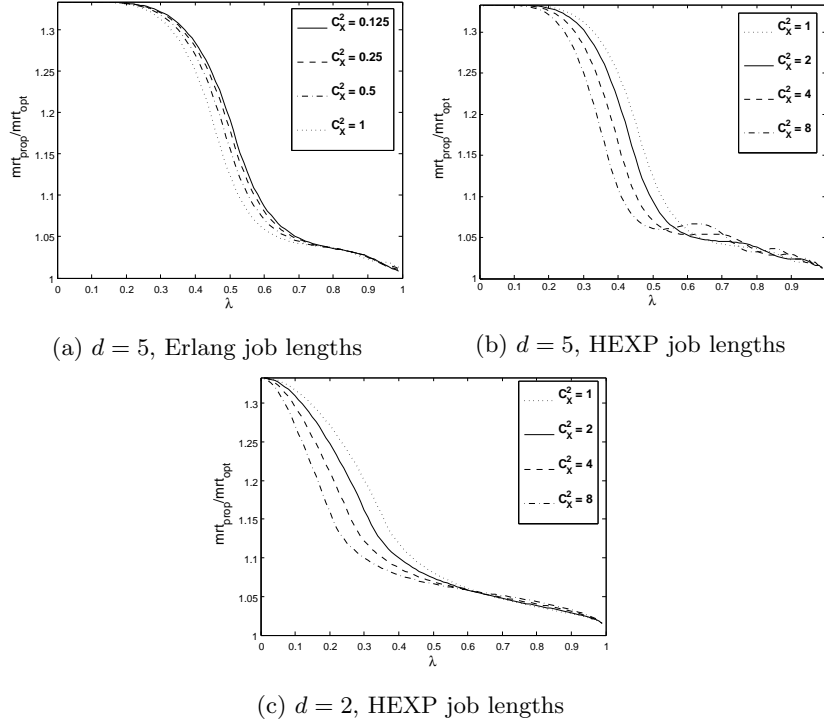 mrt_prop/mrt_opt
1.33
1.25
1.2
1.15
1.1
1.05
1
0 0.1 0.2 0.3 0.4 0.5 0.6 0.7 0.8 0.9 1
λ
C_X^2 = 0.125
C_X^2 = 0.25
C_X^2 = 0.5
C_X^2 = 1
(a) d = 5, Erlang job lengths
mrt_prop/mrt_opt
1.33
1.25
1.2
1.15
1.1
1.05
1
0 0.1 0.2 0.3 0.4 0.5 0.6 0.7 0.8 0.9
λ
C_X^2 = 1
C_X^2 = 2
C_X^2 = 4
C_X^2 = 8
(b) d = 5, HEXP job lengths
mrt_prop/mrt_opt
1.33
1.25
1.2
1.15
1.1
1.05
1
0 0.1 0.2 0.3 0.4 0.5 0.6 0.7 0.8 0.9 1
λ
C_X^2 = 1
C_X^2 = 2
C_X^2 = 4
C_X^2 = 8
(c) d = 2, HEXP job lengths